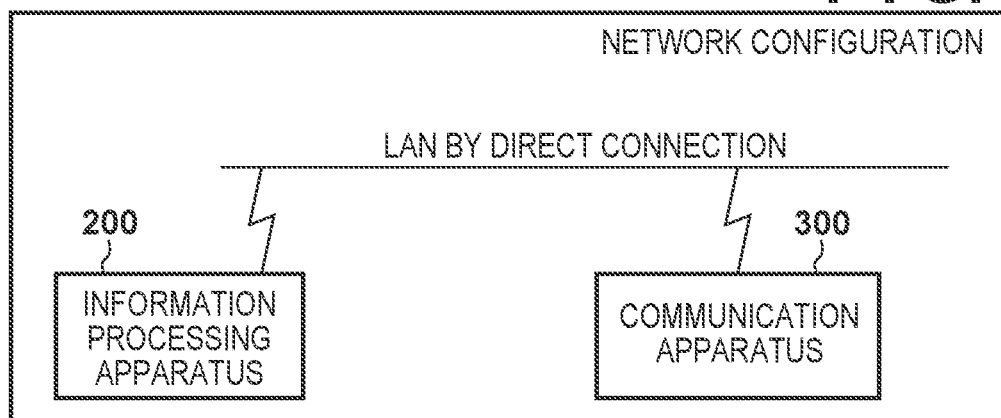 NETWORK CONFIGURATION
LAN BY DIRECT CONNECTION
200
300
INFORMATION
PROCESSING
APPARATUS
COMMUNICATION
APPARATUS